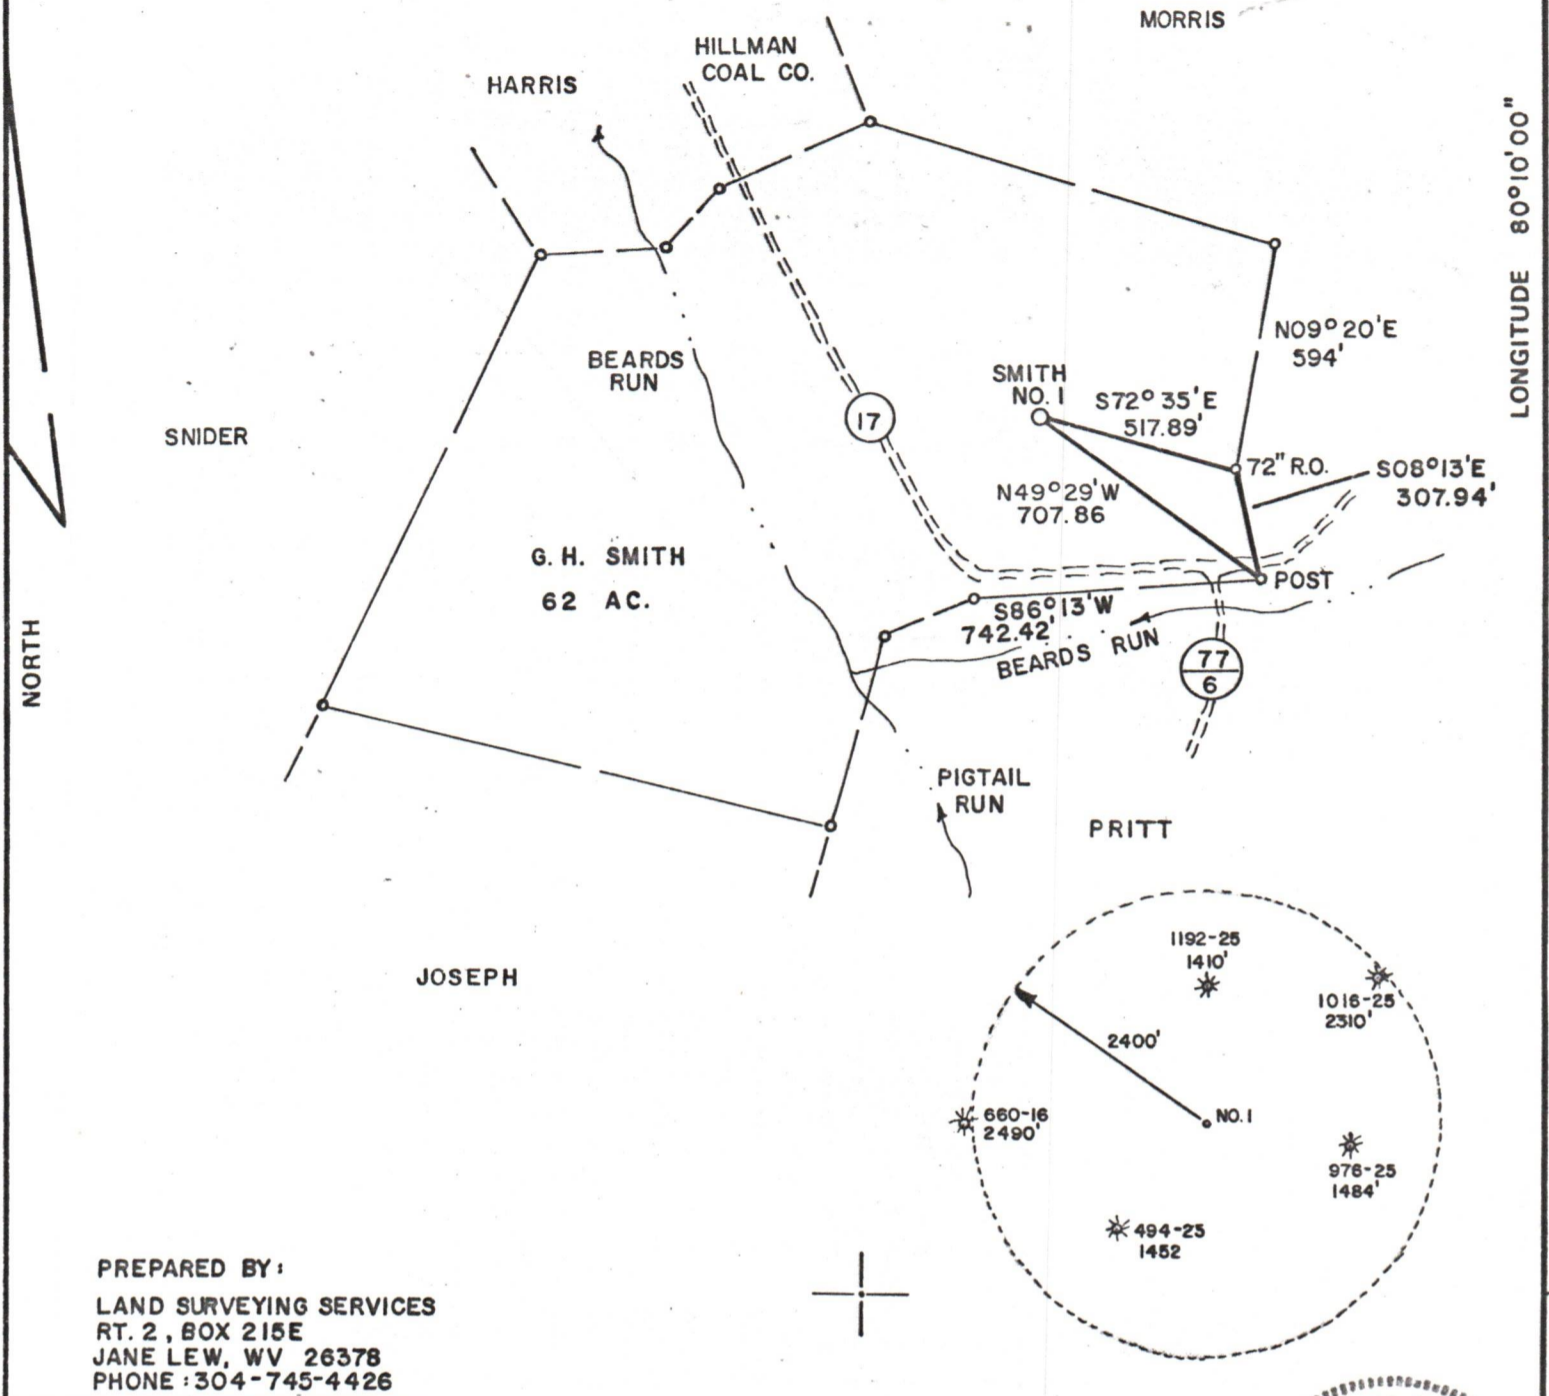 MORRIS
HILLMAN
COAL CO.
HARRIS
LONGITUDE 80°10'00"
N09°20'E
594'
BEARDS
RUN
SMITH
NO. 1
S72°35'E
517.89'
17
SNIDER
72" R.O.
S08°13'E
307.94'
N49°29'W
707.86
G. H. SMITH
62 AC.
POST
S86°13'W
742.42'
BEARDS RUN
77
6
NORTH
PIGTAIL
RUN
PRITT
JOSEPH
1192-25
1410'
1016-25
2310'
2400'
660-16
2490'
NO. 1
976-25
1484'
494-25
1452
PREPARED BY:
LAND SURVEYING SERVICES
RT. 2, BOX 215E
JANE LEW, WV 26378
PHONE: 304-745-4426